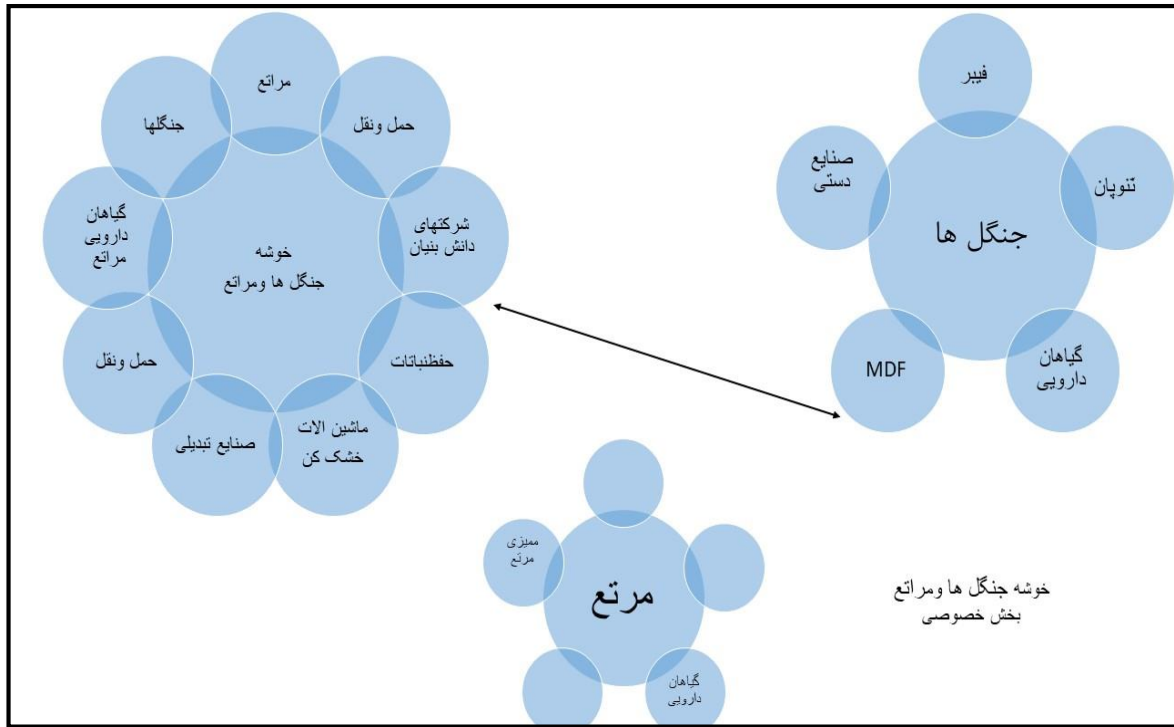 مراتع
حمل ونقل
شرکتهای
دانش بنیان
حفظنباتات
ماشین الات
خشک کن
صنایع تبدیلی
حمل ونقل
گیاهان
دارویی
مراتع
جنگلها
خوشه
جنگل ها ومراتع
فیبر
نئوپان
گیاهان
دارویی
MDF
صنایع
دستی
جنگل ها
ممیزی
مرتع
مرتع
گیاهان
دارویی
خوشه جنگل ها ومراتع
بخش خصوصی